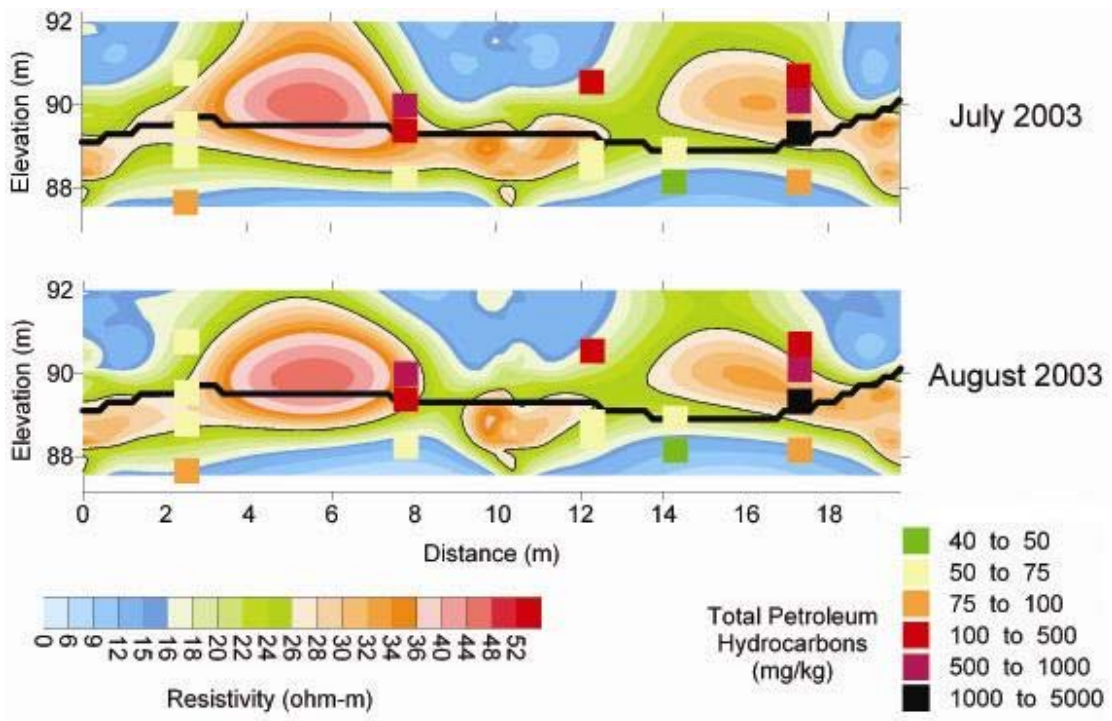 92
90
88
Elevation (m)
July 2003
92
90
88
Elevation (m)
August 2003
0 2 4 6 8 10 12 14 16 18
Distance (m)
0 6 9 12 15 16 18 20 22 24 26 28 30 32 34 36 40 44 48 52
Resistivity (ohm-m)
Total Petroleum
Hydrocarbons
(mg/kg)
40 to 50
50 to 75
75 to 100
100 to 500
500 to 1000
1000 to 5000